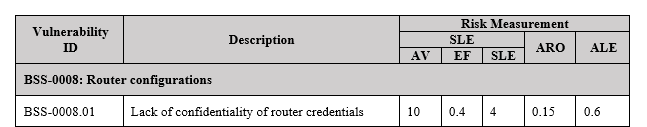 Vulnerability ID Description Risk Measurement
SLE ARO ALE
AV EF SLE
BSS-0008: Router configurations
BSS-0008.01 Lack of confidentiality of router credentials 10 0.4 4 0.15 0.6